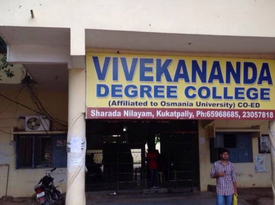 VIVEKANANDA
DEGREE COLLEGE
(Affiliated to Osmania University) CO-ED
Sharada Nilayam, Kukatpally, Ph:65968685, 23057818